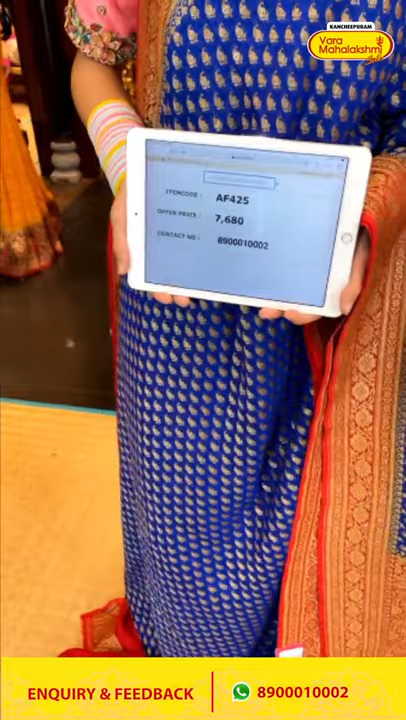 KANCHEEPURAM
Vara
Mahalakshmi
ITEMCODE : AF425
OFFER PRICE : 7,680
CONTACT NO : 8900010002
ENQUIRY & FEEDBACK 8900010002